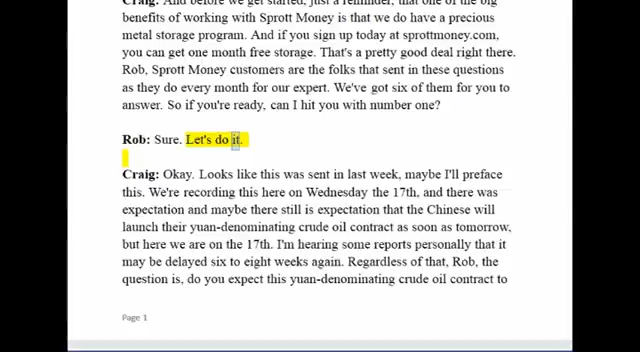 Craig: And before we get started, just a reminder, that one of the big
benefits of working with Sprott Money is that we do have a precious
metal storage program. And if you sign up today at sprottmoney.com,
you can get one month free storage. That's a pretty good deal right there.
Rob, Sprott Money customers are the folks that sent in these questions
as they do every month for our expert. We've got six of them for you to
answer. So if you're ready, can I hit you with number one?
Rob: Sure. Let's do it.
Craig: Okay. Looks like this was sent in last week, maybe I'll preface
this. We're recording this here on Wednesday the 17th, and there was
expectation and maybe there still is expectation that the Chinese will
launch their yuan-denominating crude oil contract as soon as tomorrow,
but here we are on the 17th. I'm hearing some reports personally that it
may be delayed six to eight weeks again. Regardless of that, Rob, the
question is, do you expect this yuan-denominating crude oil contract to
Page 1